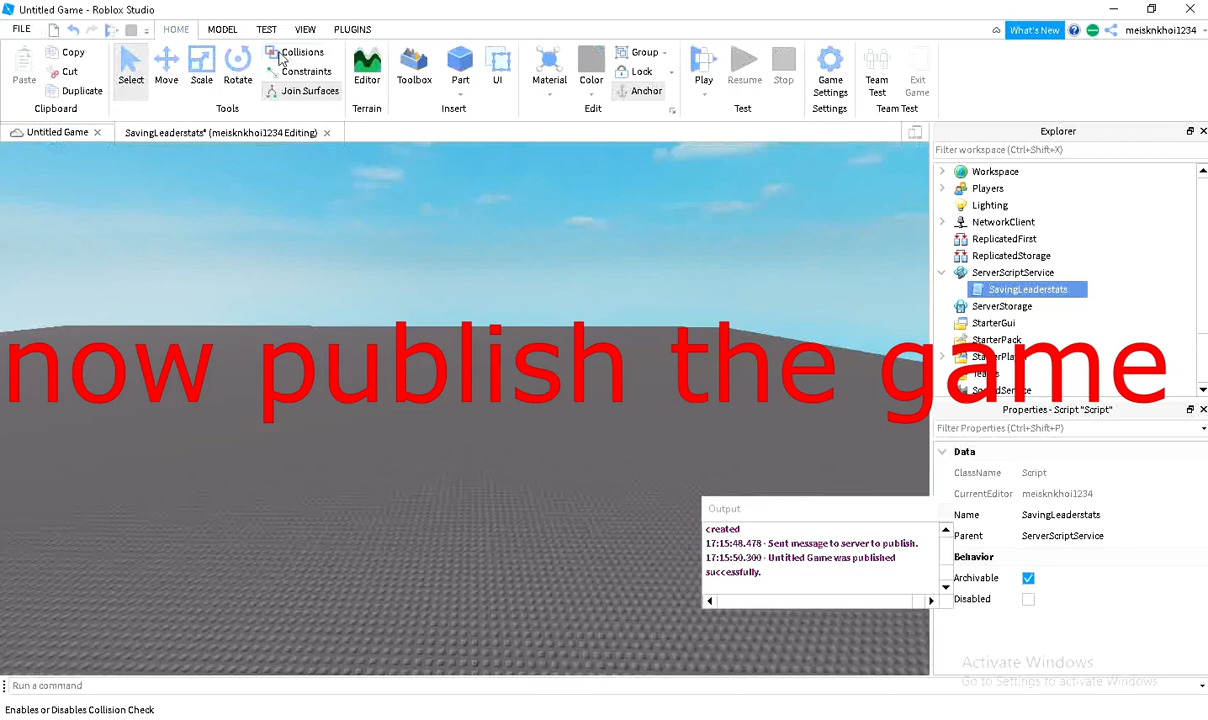 Untitled Game - Roblox Studio
FILE HOME MODEL TEST VIEW PLUGINS What's New meisknkhoi1234
Paste Copy Cut Duplicate Clipboard
Select Move Scale Rotate Collisions Constraints Join Surfaces Tools
Editor Terrain
Toolbox Part UI Insert
Material Color Group Lock Anchor Edit
Play Resume Stop Test
Game Settings Settings
Team Test Exit Game Team Test
Untitled Game SavingLeaderstats* (meisknkhoi1234 Editing)
Explorer
Filter workspace (Ctrl+Shift+X)
Workspace
Players
Lighting
NetworkClient
ReplicatedFirst
ReplicatedStorage
ServerScriptService
SavingLeaderstats
ServerStorage
StarterGui
StarterPack
now publish the game
Properties - Script "Script"
Filter Properties (Ctrl+Shift+P)
Data
ClassName Script
CurrentEditor meisknkhoi1234
Name SavingLeaderstats
Parent ServerScriptService
Behavior
Archivable
Disabled
Output
created
17:15:48.478 - Sent message to server to publish.
17:15:50.300 - Untitled Game was published
successfully.
Activate Windows
Go to Settings to activate Windows.
Run a command
Enables or Disables Collision Check